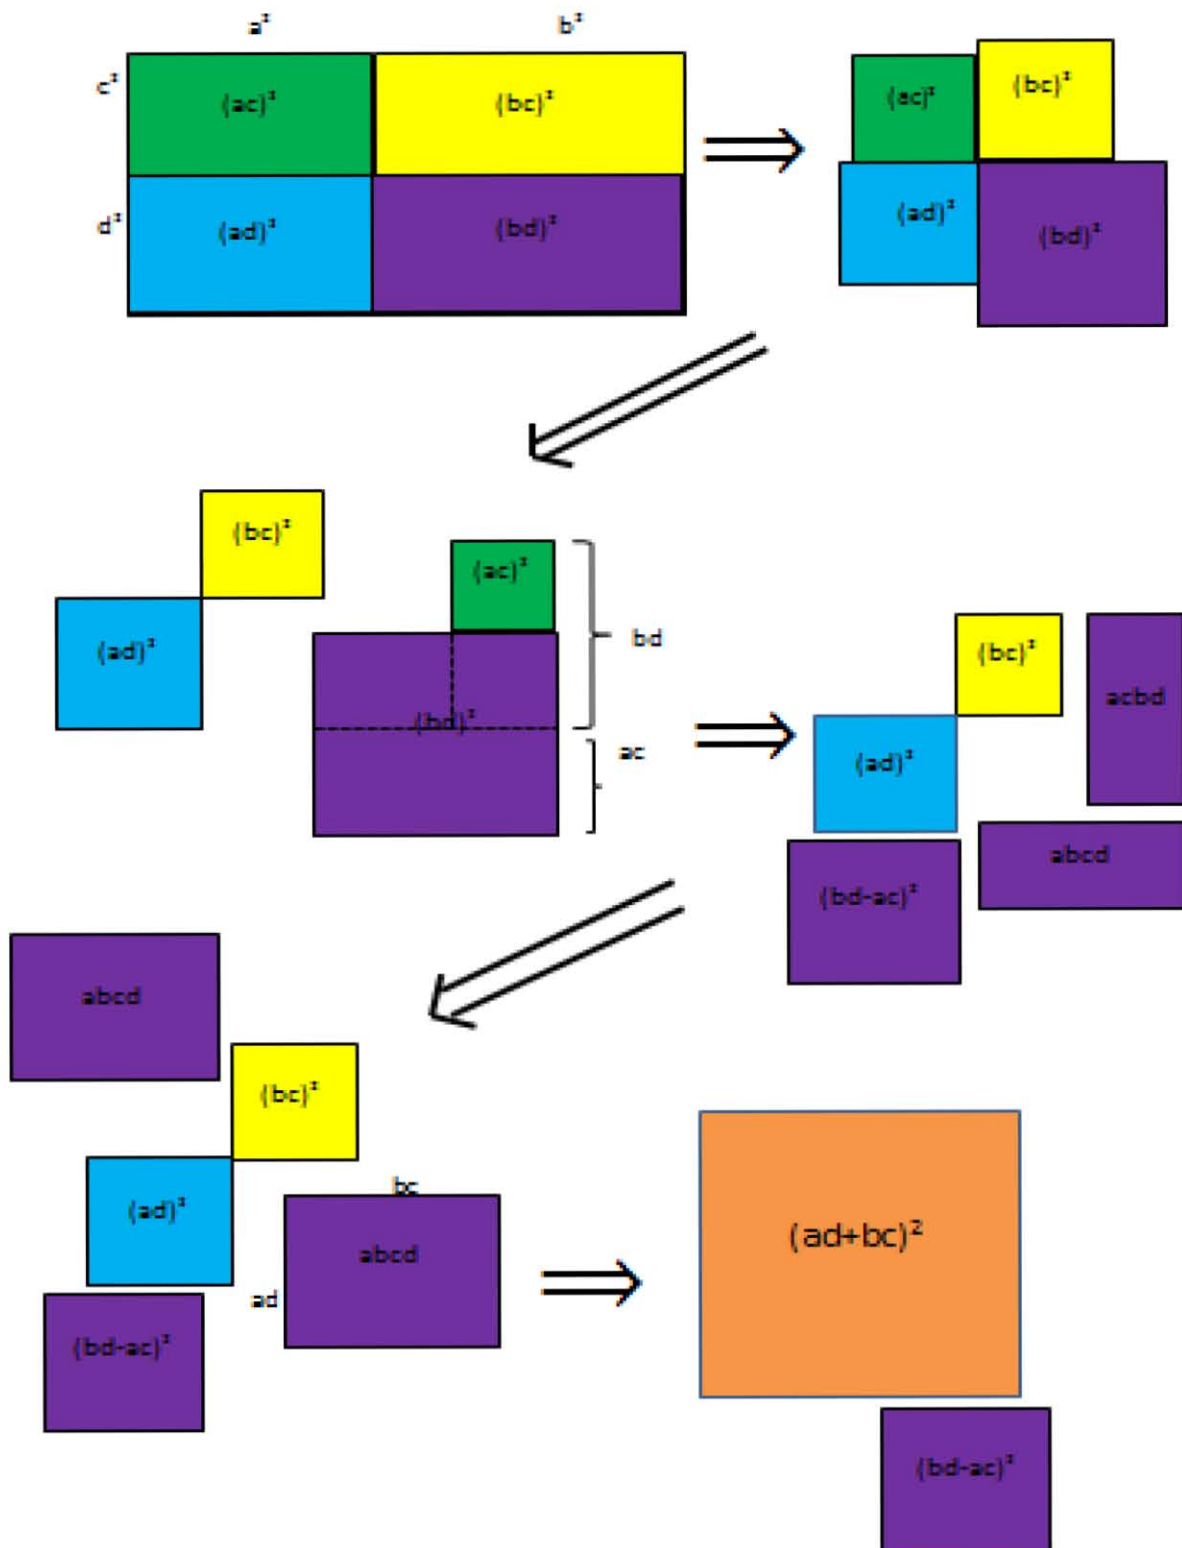 a² b²
c² (ac)² (bc)²
d² (ad)² (bd)²
(ac)² (bc)²
(ad)² (bd)²
(bc)²
(ad)²
(ac)²
bd
(bd)²
ac
(bc)²
acbd
(ad)²
abcd
(bd-ac)²
abcd
(bc)²
(ad)²
bc
abcd
ad
(bd-ac)²
(ad+bc)²
(bd-ac)²